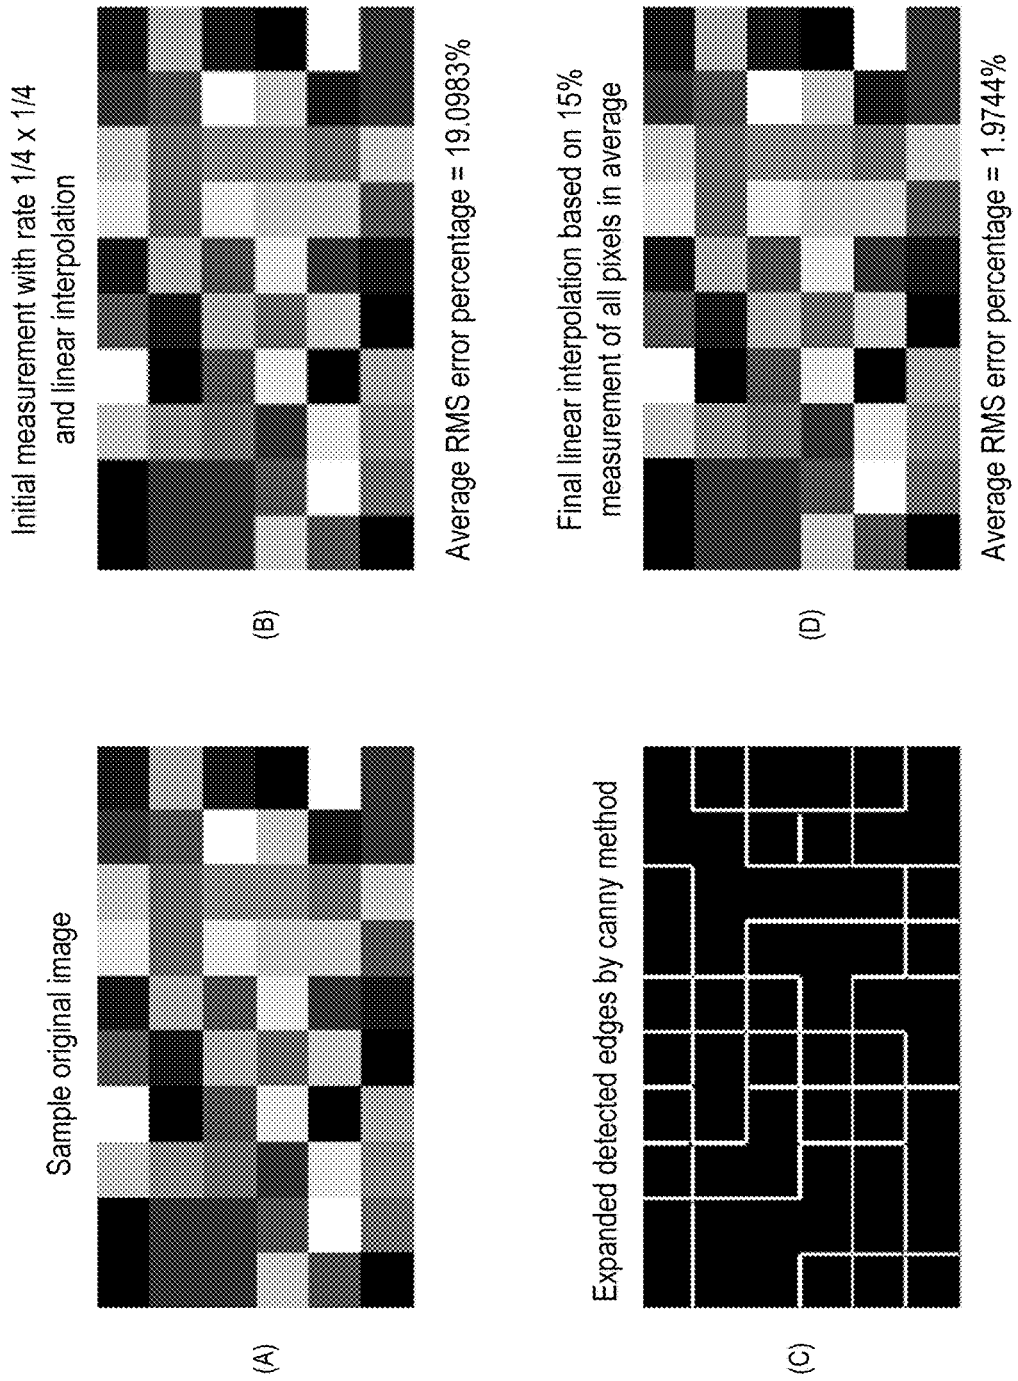 Sample original image
(A)
Initial measurement with rate 1/4 x 1/4
and linear interpolation
(B)
Average RMS error percentage = 19.0983%
Expanded detected edges by canny method
(C)
Final linear interpolation based on 15%
measurement of all pixels in average
(D)
Average RMS error percentage = 1.9744%